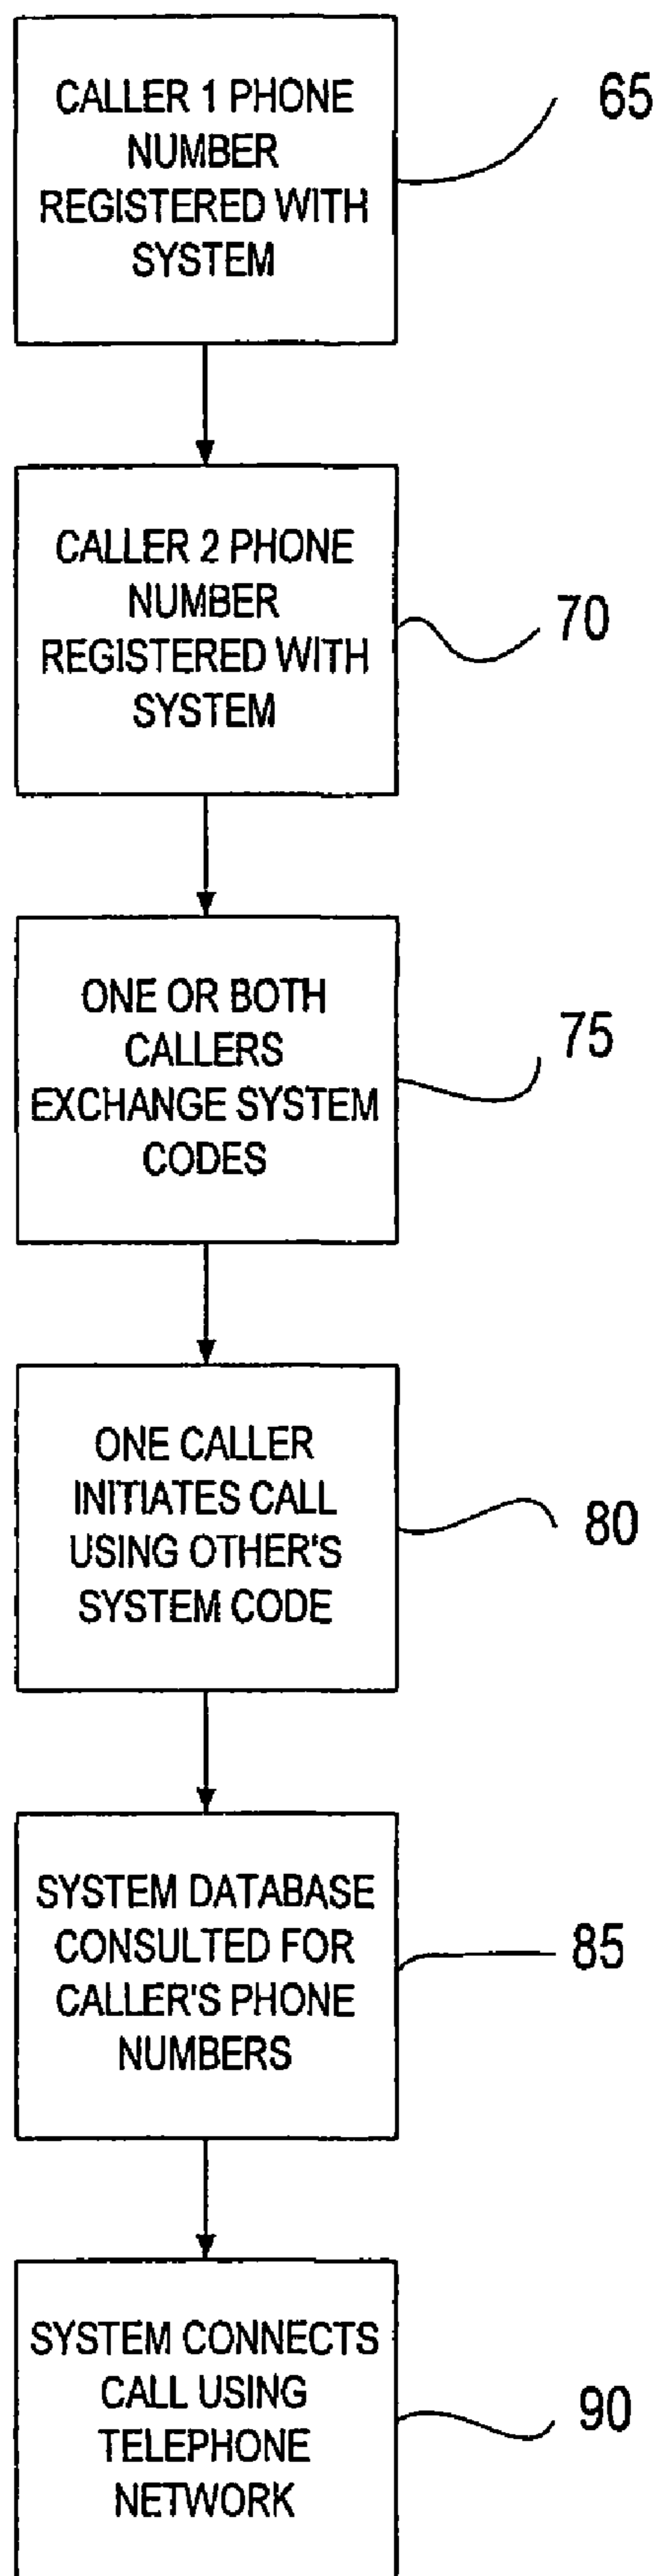 CALLER 1 PHONE
NUMBER
REGISTERED WITH
SYSTEM
65
CALLER 2 PHONE
NUMBER
REGISTERED WITH
SYSTEM
70
ONE OR BOTH
CALLERS
EXCHANGE SYSTEM
CODES
75
ONE CALLER
INITIATES CALL
USING OTHER'S
SYSTEM CODE
80
SYSTEM DATABASE
CONSULTED FOR
CALLER'S PHONE
NUMBERS
85
SYSTEM CONNECTS
CALL USING
TELEPHONE
NETWORK
90